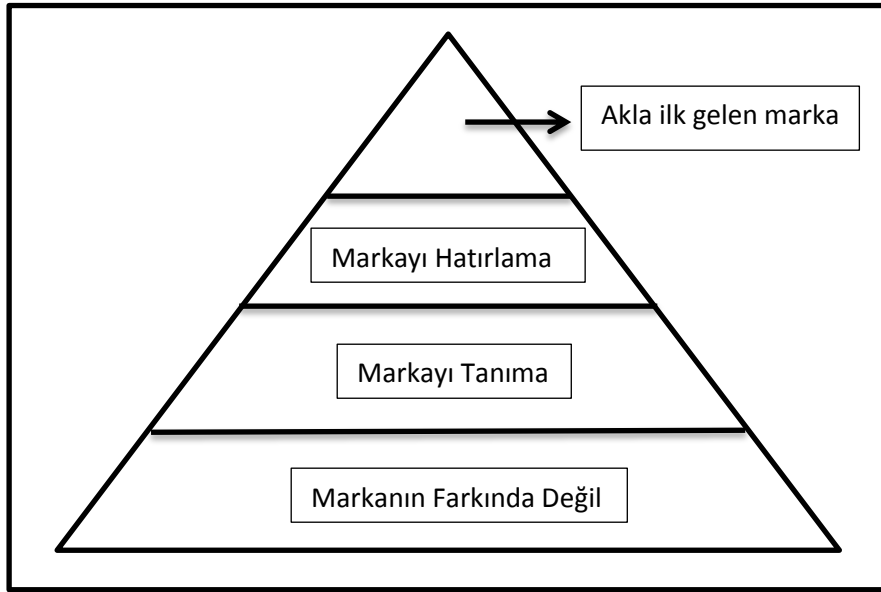 Akla ilk gelen marka
Markayı Hatırlama
Markayı Tanıma
Markanın Farkında Değil